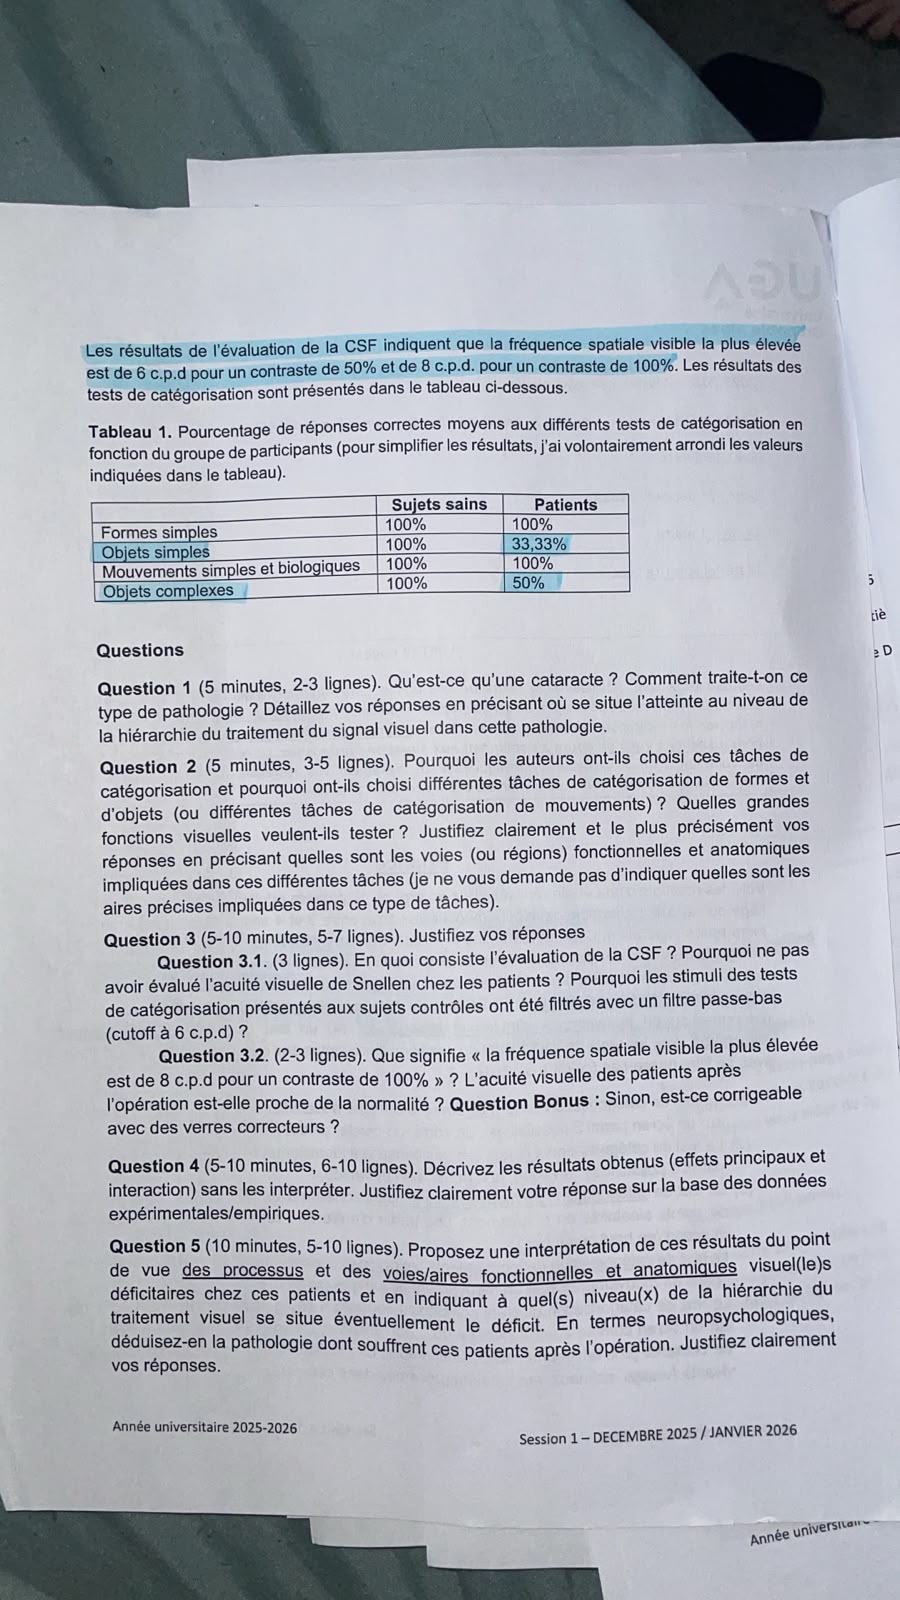 UGA
Les résultats de l'évaluation de la CSF indiquent que la fréquence spatiale visible la plus élevée
est de 6 c.p.d pour un contraste de 50% et de 8 c.p.d. pour un contraste de 100%. Les résultats des
tests de catégorisation sont présentés dans le tableau ci-dessous.
Tableau 1. Pourcentage de réponses correctes moyens aux différents tests de catégorisation en
fonction du groupe de participants (pour simplifier les résultats, j'ai volontairement arrondi les valeurs
indiquées dans le tableau).
Sujets sains Patients
Formes simples 100% 100%
Objets simples 100% 33,33%
Mouvements simples et biologiques 100% 100%
Objets complexes 100% 50%
Questions
Question 1 (5 minutes, 2-3 lignes). Qu'est-ce qu'une cataracte ? Comment traite-t-on ce
type de pathologie ? Détaillez vos réponses en précisant où se situe l'atteinte au niveau de
la hiérarchie du traitement du signal visuel dans cette pathologie.
Question 2 (5 minutes, 3-5 lignes). Pourquoi les auteurs ont-ils choisi ces tâches de
catégorisation et pourquoi ont-ils choisi différentes tâches de catégorisation de formes et
d'objets (ou différentes tâches de catégorisation de mouvements) ? Quelles grandes
fonctions visuelles veulent-ils tester ? Justifiez clairement et le plus précisément vos
réponses en précisant quelles sont les voies (ou régions) fonctionnelles et anatomiques
impliquées dans ces différentes tâches (je ne vous demande pas d'indiquer quelles sont les
aires précises impliquées dans ce type de tâches).
Question 3 (5-10 minutes, 5-7 lignes). Justifiez vos réponses
Question 3.1. (3 lignes). En quoi consiste l'évaluation de la CSF ? Pourquoi ne pas
avoir évalué l'acuité visuelle de Snellen chez les patients ? Pourquoi les stimuli des tests
de catégorisation présentés aux sujets contrôles ont été filtrés avec un filtre passe-bas
(cutoff à 6 c.p.d) ?
Question 3.2. (2-3 lignes). Que signifie « la fréquence spatiale visible la plus élevée
est de 8 c.p.d pour un contraste de 100% » ? L'acuité visuelle des patients après
l'opération est-elle proche de la normalité ? Question Bonus : Sinon, est-ce corrigeable
avec des verres correcteurs ?
Question 4 (5-10 minutes, 6-10 lignes). Décrivez les résultats obtenus (effets principaux et
interaction) sans les interpréter. Justifiez clairement votre réponse sur la base des données
expérimentales/empiriques.
Question 5 (10 minutes, 5-10 lignes). Proposez une interprétation de ces résultats du point
de vue des processus et des voies/aires fonctionnelles et anatomiques visuel(le)s
déficitaires chez ces patients et en indiquant à quel(s) niveau(x) de la hiérarchie du
traitement visuel se situe éventuellement le déficit. En termes neuropsychologiques,
déduisez-en la pathologie dont souffrent ces patients après l'opération. Justifiez clairement
vos réponses.
Année universitaire 2025-2026
Session 1 – DECEMBRE 2025 / JANVIER 2026
Année